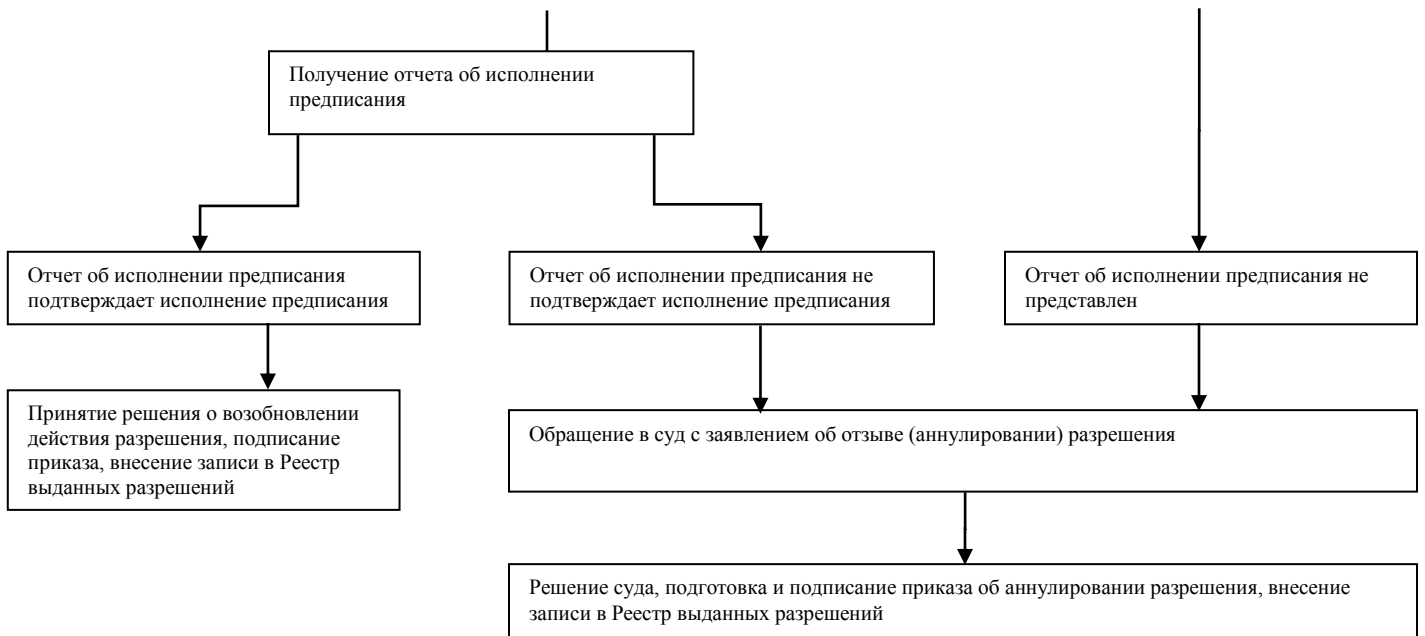 Получение отчета об исполнении
предписания
Отчет об исполнении предписания
подтверждает исполнение предписания
Отчет об исполнении предписания не
подтверждает исполнение предписания
Отчет об исполнении предписания не
представлен
Принятие решения о возобновлении
действия разрешения, подписание
приказа, внесение записи в Реестр
выданных разрешений
Обращение в суд с заявлением об отзыве (аннулировании) разрешения
Решение суда, подготовка и подписание приказа об аннулировании разрешения, внесение
записи в Реестр выданных разрешений